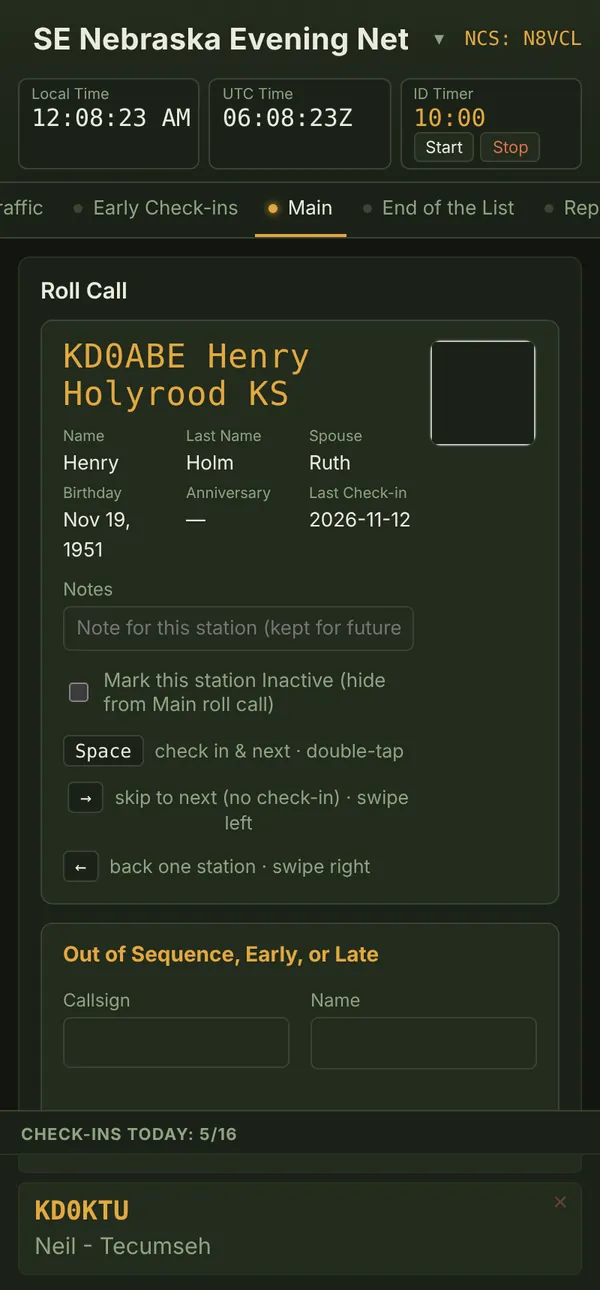 SE Nebraska Evening Net ▼ NCS: N8VCL
Local Time
12:08:23 AM
UTC Time
06:08:23Z
ID Timer
10:00
Start Stop
raffic Early Check-ins Main End of the List Rep
Roll Call
KD0ABE Henry
Holyrood KS
Name Last Name Spouse
Henry Holm Ruth
Birthday Anniversary Last Check-in
Nov 19, — 2026-11-12
1951
Notes
Note for this station (kept for future
Mark this station Inactive (hide
from Main roll call)
Space check in & next · double-tap
→ skip to next (no check-in) · swipe
left
← back one station · swipe right
Out of Sequence, Early, or Late
Callsign Name
CHECK-INS TODAY: 5/16
KD0KTU ×
Neil - Tecumseh